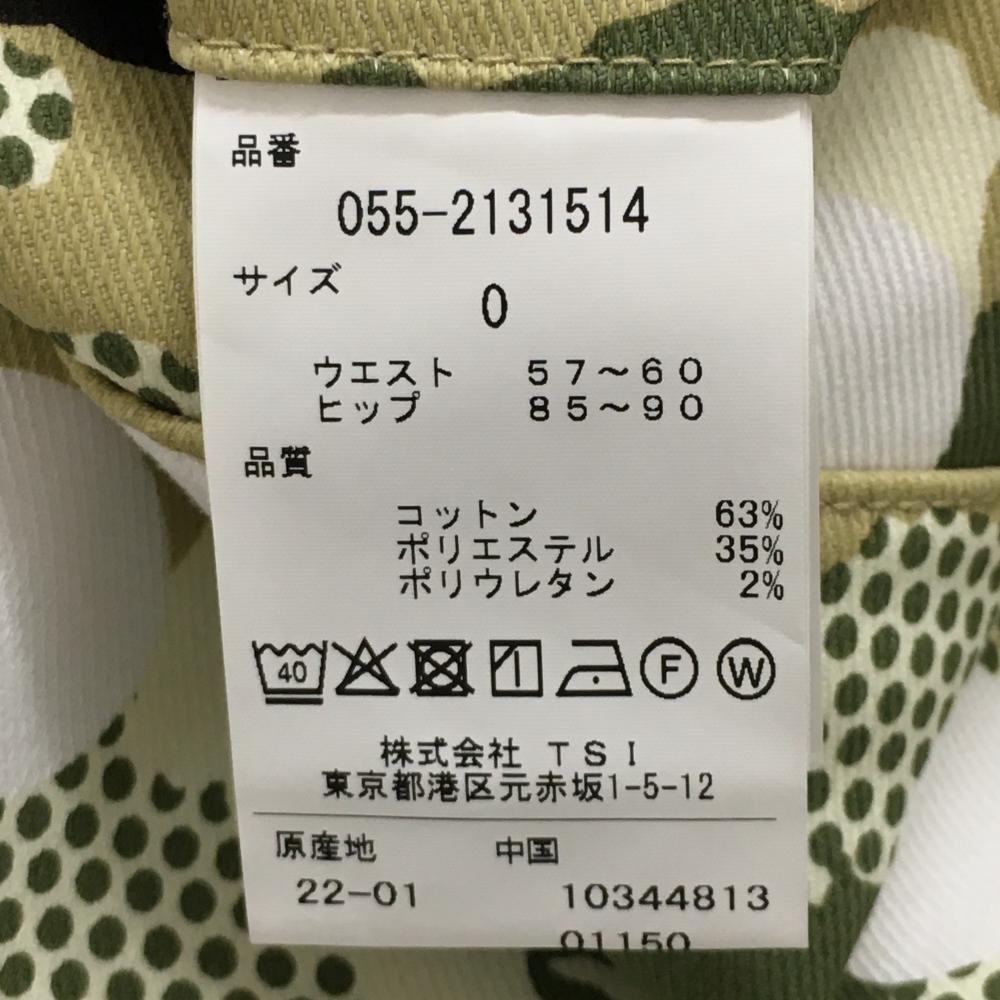 品番
055-2131514
サイズ
0
ウエスト 57~60
ヒップ 85~90
品質
コットン 63%
ポリエステル 35%
ポリウレタン 2%
40 F W
株式会社 TSI
東京都港区元赤坂1-5-12
原産地 中国
22-01 10344813
01150